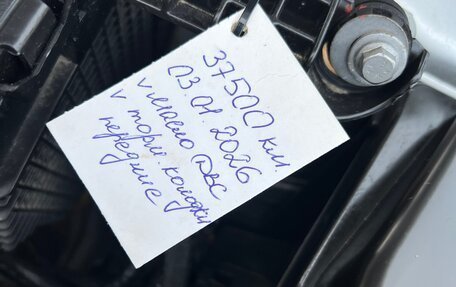 37500 км.
03.01.2026
√ масло ДВС
√ торм. колодки
передние